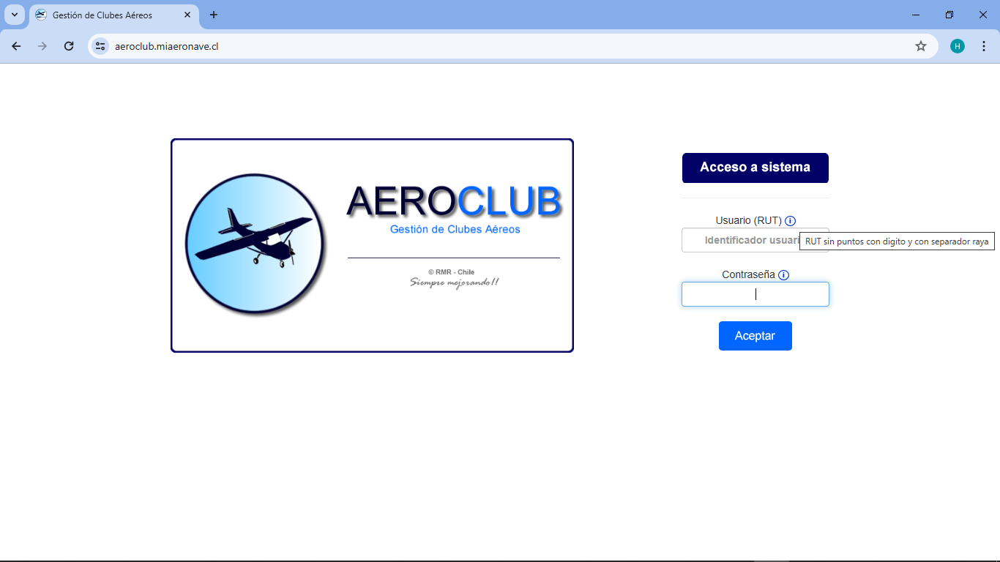 Gestión de Clubes Aéreos
aeroclub.miaeronave.cl
H
AEROCLUB
Gestión de Clubes Aéreos
© RMR - Chile
Siempre mejorando!!
Acceso a sistema
Usuario (RUT)
Identificador usuari
RUT sin puntos con digito y con separador raya
Contraseña
Aceptar